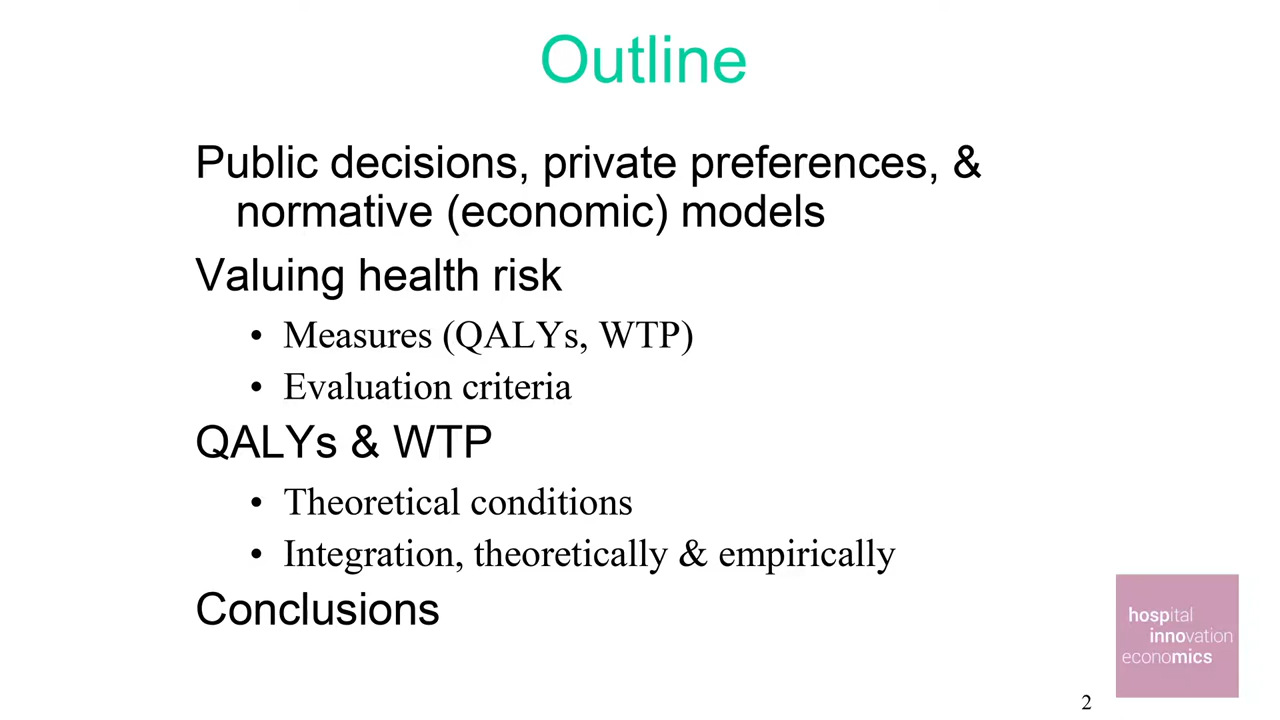 Outline
Public decisions, private preferences, &
normative (economic) models
Valuing health risk
• Measures (QALYs, WTP)
• Evaluation criteria
QALYs & WTP
• Theoretical conditions
• Integration, theoretically & empirically
Conclusions
hospital
innovation
economics
2